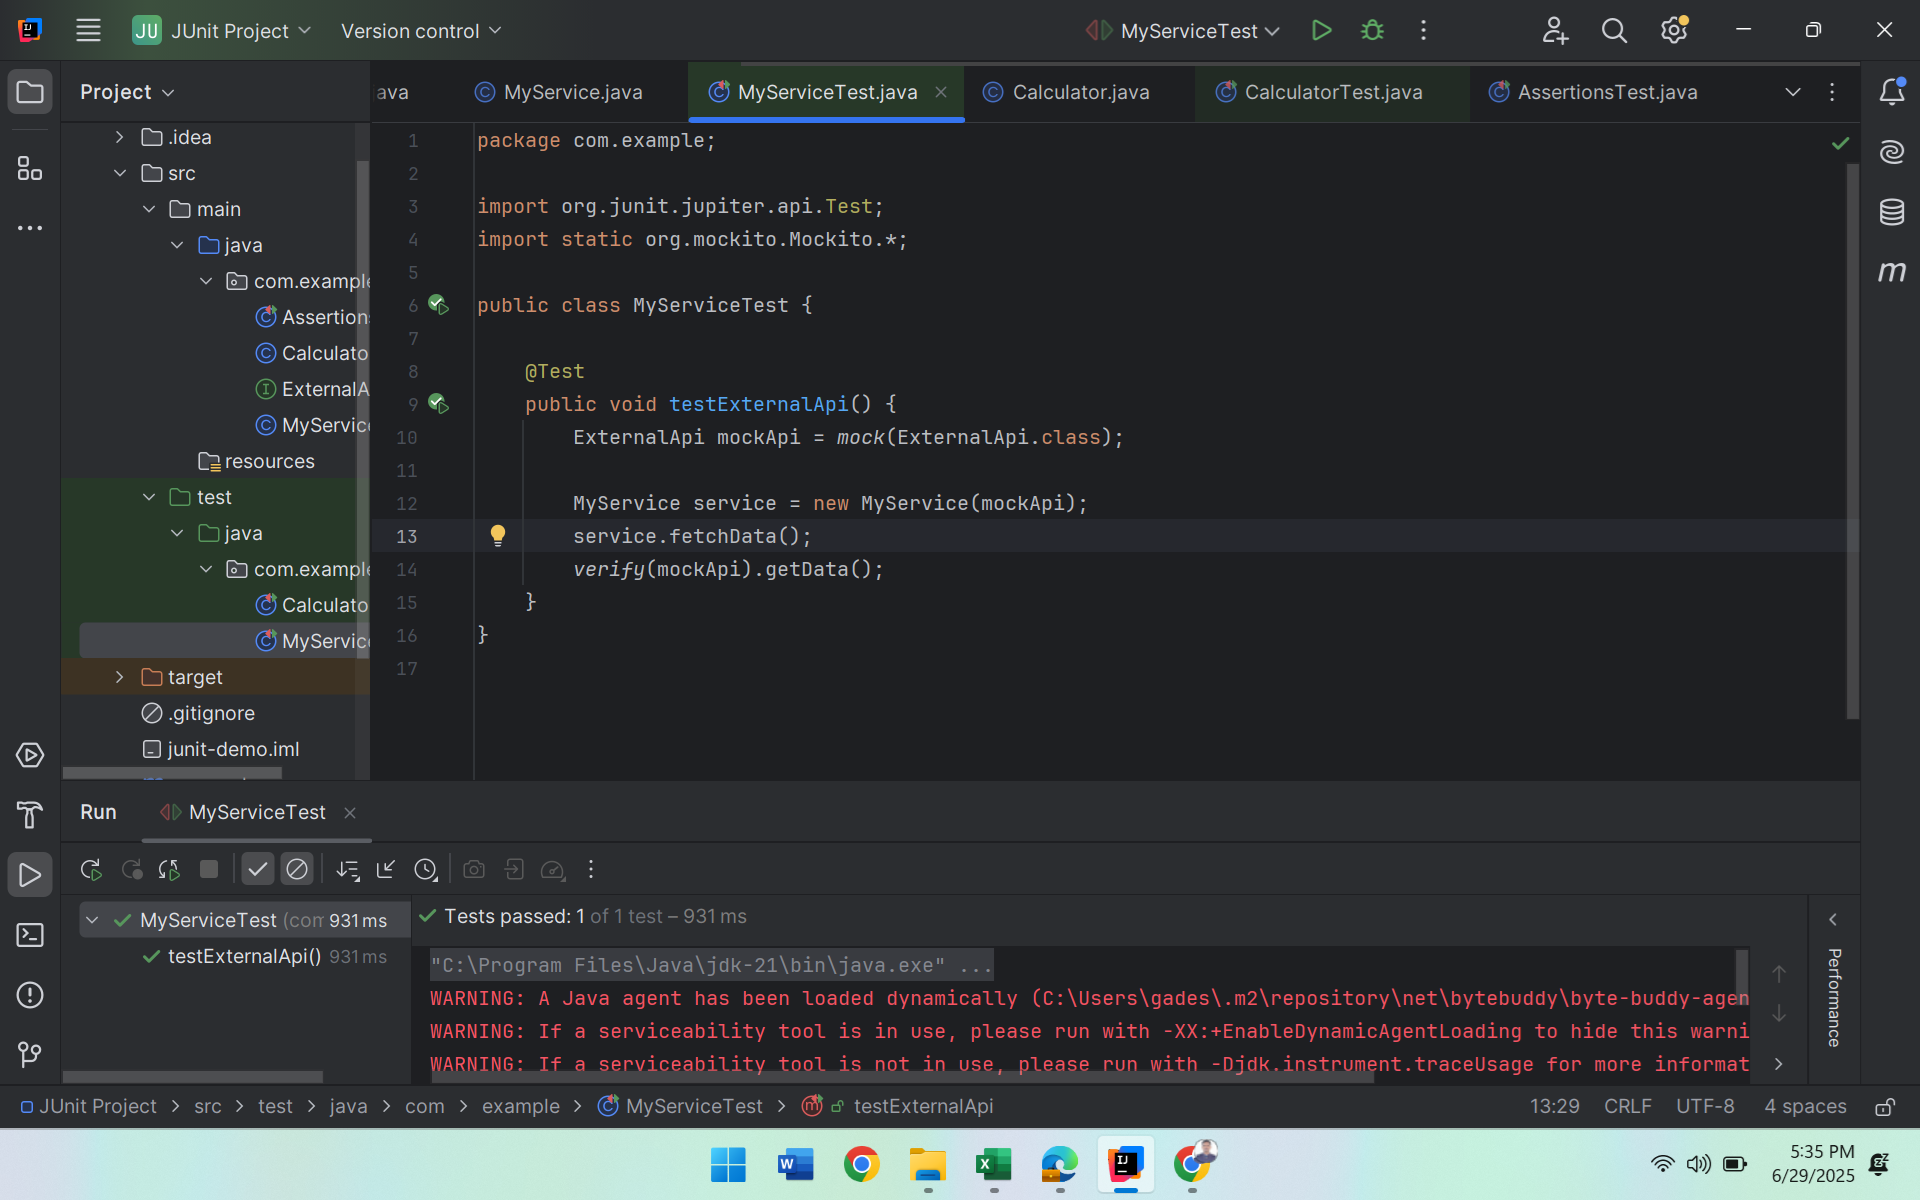 JU JUnit Project
Version control
MyServiceTest
Project
ava
MyService.java
MyServiceTest.java
Calculator.java
CalculatorTest.java
AssertionsTest.java
.idea
src
main
java
com.example
Assertion
Calculato
ExternalA
MyServic
resources
test
java
com.example
Calculato
MyServic
target
.gitignore
junit-demo.iml
1 package com.example;
2
3 import org.junit.jupiter.api.Test;
4 import static org.mockito.Mockito.*;
5
6 public class MyServiceTest {
7
8 @Test
9 public void testExternalApi() {
10 ExternalApi mockApi = mock(ExternalApi.class);
11
12 MyService service = new MyService(mockApi);
13 service.fetchData();
14 verify(mockApi).getData();
15 }
16 }
17
Run
MyServiceTest
MyServiceTest (com 931 ms
testExternalApi() 931 ms
Tests passed: 1 of 1 test – 931 ms
"C:\Program Files\Java\jdk-21\bin\java.exe" ...
WARNING: A Java agent has been loaded dynamically (C:\Users\gades\.m2\repository\net\bytebuddy\byte-buddy-agen
WARNING: If a serviceability tool is in use, please run with -XX:+EnableDynamicAgentLoading to hide this warni
WARNING: If a serviceability tool is not in use, please run with -Djdk.instrument.traceUsage for more informat
Performance
JUnit Project > src > test > java > com > example > MyServiceTest > testExternalApi
13:29 CRLF UTF-8 4 spaces
5:35 PM
6/29/2025